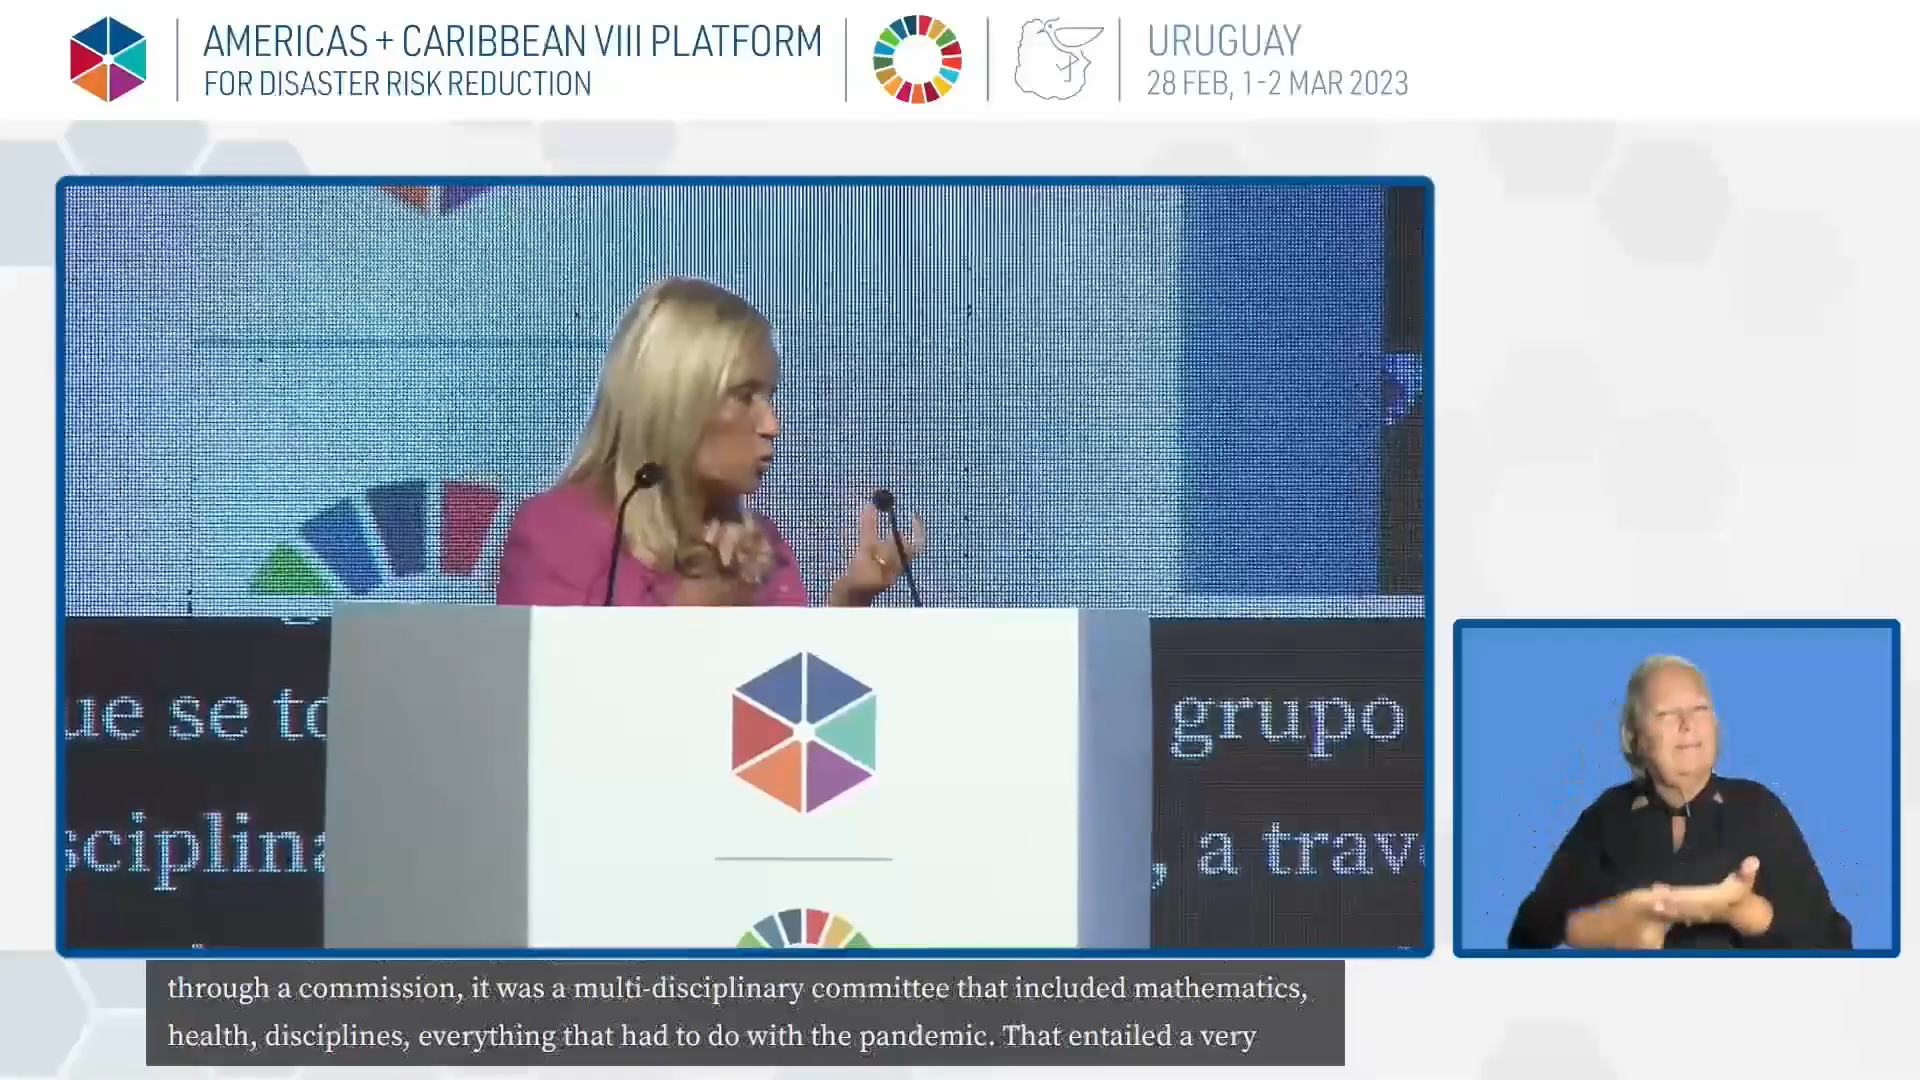 AMERICAS + CARIBBEAN VIII PLATFORM
FOR DISASTER RISK REDUCTION
URUGUAY
28 FEB, 1-2 MAR 2023
ue se to
grupo
sciplina
, a trav
through a commission, it was a multi-disciplinary committee that included mathematics,
health, disciplines, everything that had to do with the pandemic. That entailed a very